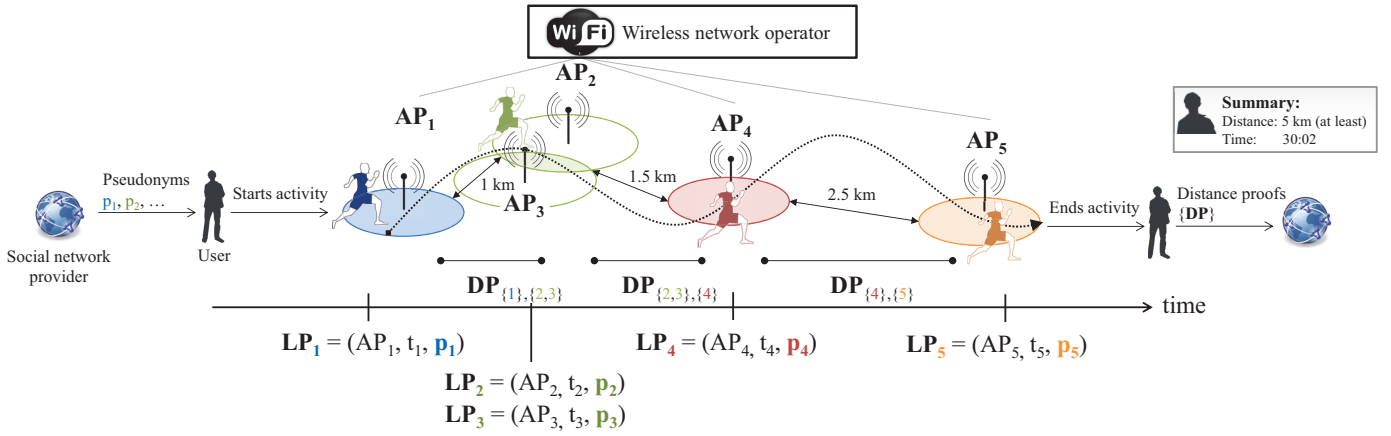 WiFi Wireless network operator
AP2
AP1
AP4
AP5
AP3
Summary:
Distance: 5 km (at least)
Time: 30:02
Pseudonyms
p1, p2, …
Starts activity
1 km
1.5 km
2.5 km
Ends activity
Distance proofs
{DP}
Social network
provider
User
DP{1},{2,3}
DP{2,3},{4}
DP{4},{5}
time
LP1 = (AP1, t1, p1)
LP4 = (AP4, t4, p4)
LP5 = (AP5, t5, p5)
LP2 = (AP2, t2, p2)
LP3 = (AP3, t3, p3)